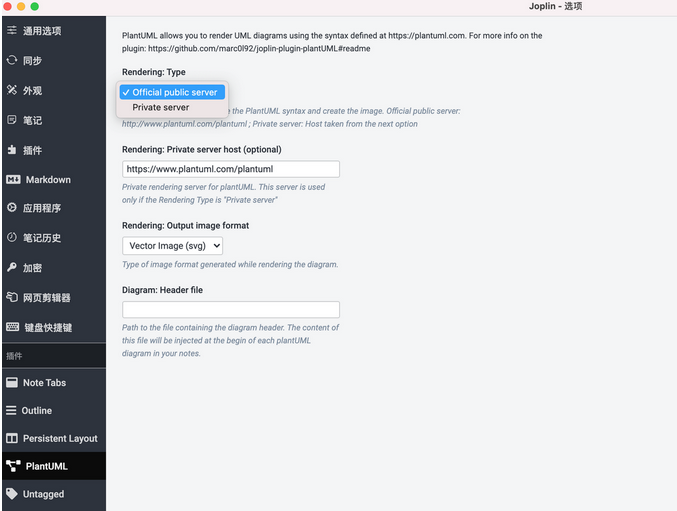 Joplin - 选项
通用选项
同步
外观
笔记
插件
Markdown
应用程序
笔记历史
加密
网页剪辑器
键盘快捷键
插件
Note Tabs
Outline
Persistent Layout
PlantUML
Untagged
PlantUML allows you to render UML diagrams using the syntax defined at https://plantuml.com. For more info on the
plugin: https://github.com/marc0l92/joplin-plugin-plantUML#readme
Rendering: Type
✓ Official public server
Private server
the PlantUML syntax and create the image. Official public server:
http://www.plantuml.com/plantuml ; Private server: Host taken from the next option
Rendering: Private server host (optional)
https://www.plantuml.com/plantuml
Private rendering server for plantUML. This server is used
only if the Rendering Type is "Private server"
Rendering: Output image format
Vector Image (svg)
Type of image format generated while rendering the diagram.
Diagram: Header file
Path to the file containing the diagram header. The content of
this file will be injected at the begin of each plantUML
diagram in your notes.